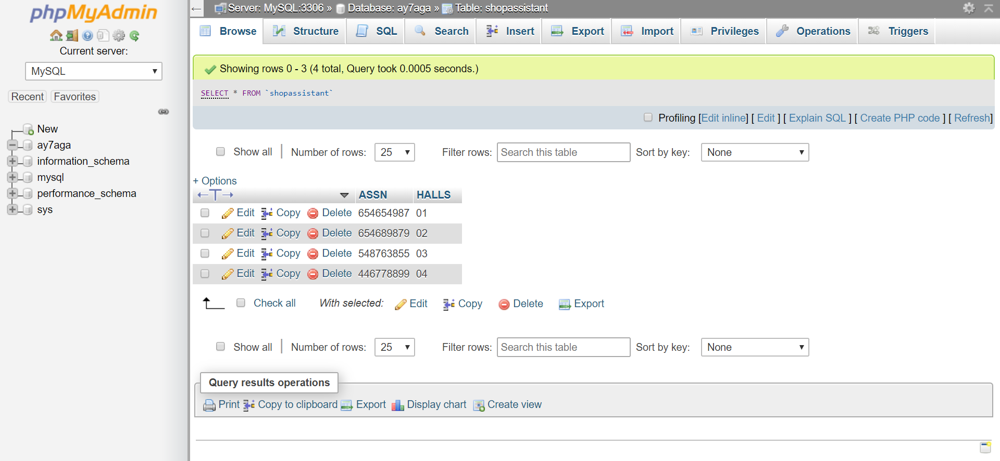 phpMyAdmin
Current server:
MySQL
Recent Favorites
New
ay7aga
information_schema
mysql
performance_schema
sys
Server: MySQL:3306 » Database: ay7aga » Table: shopassistant
Browse Structure SQL Search Insert Export Import Privileges Operations Triggers
Showing rows 0 - 3 (4 total, Query took 0.0005 seconds.)
SELECT * FROM `shopassistant`
Profiling [Edit inline] [ Edit ] [ Explain SQL ] [ Create PHP code ] [ Refresh]
Show all Number of rows: 25 Filter rows: Search this table Sort by key: None
+ Options
ASSN HALLS
Edit Copy Delete 654654987 01
Edit Copy Delete 654689879 02
Edit Copy Delete 548763855 03
Edit Copy Delete 446778899 04
Check all With selected: Edit Copy Delete Export
Show all Number of rows: 25 Filter rows: Search this table Sort by key: None
Query results operations
Print Copy to clipboard Export Display chart Create view